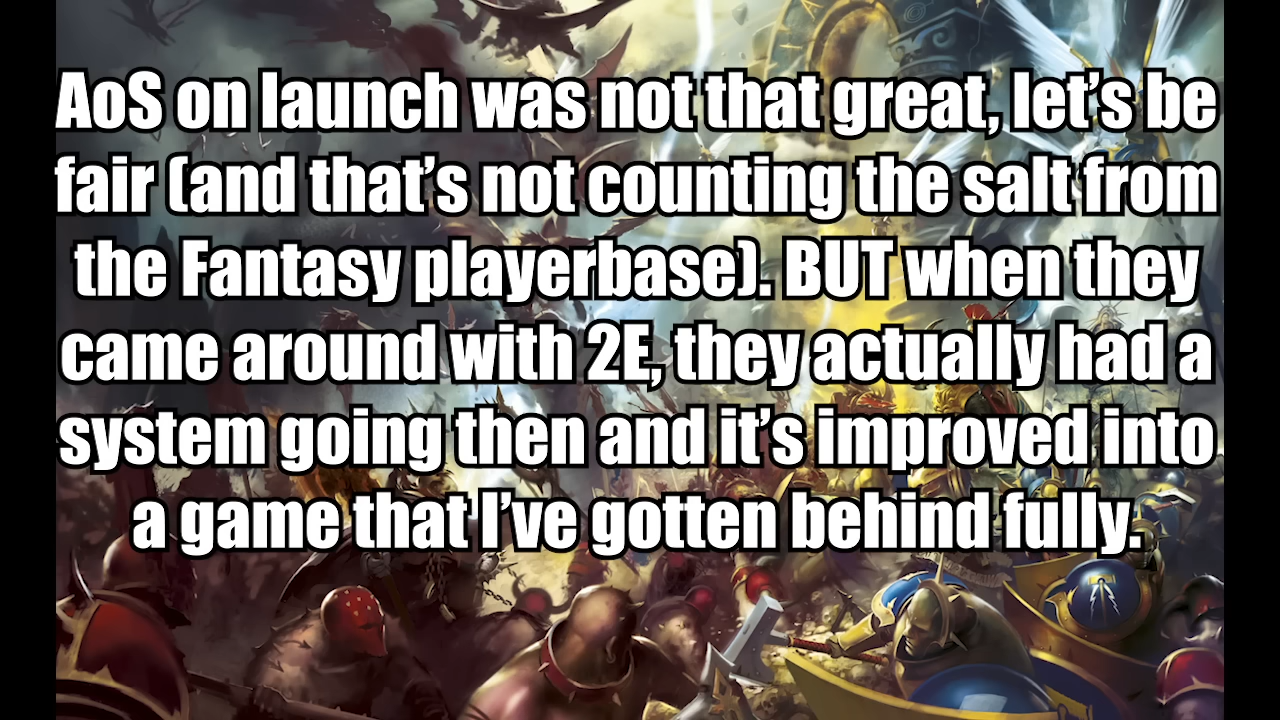 AoS on launch was not that great, let’s be
fair (and that’s not counting the salt from
the Fantasy playerbase). BUT when they
came around with 2E, they actually had a
system going then and it’s improved into
a game that I’ve gotten behind fully.